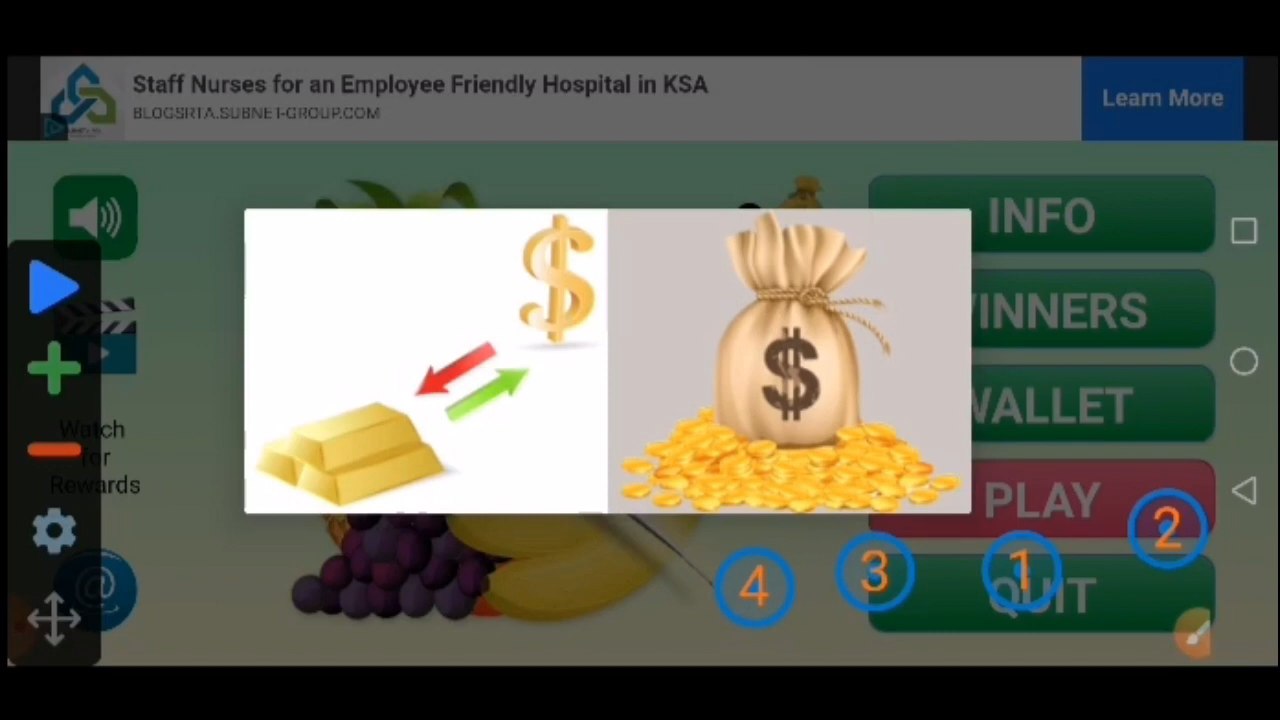 Staff Nurses for an Employee Friendly Hospital in KSA
BLOGSRTA.SUBNET-GROUP.COM
Learn More
INFO
WINNERS
WALLET
Watch
for
Rewards
PLAY
QUIT
$
$
@
4
3
1
2